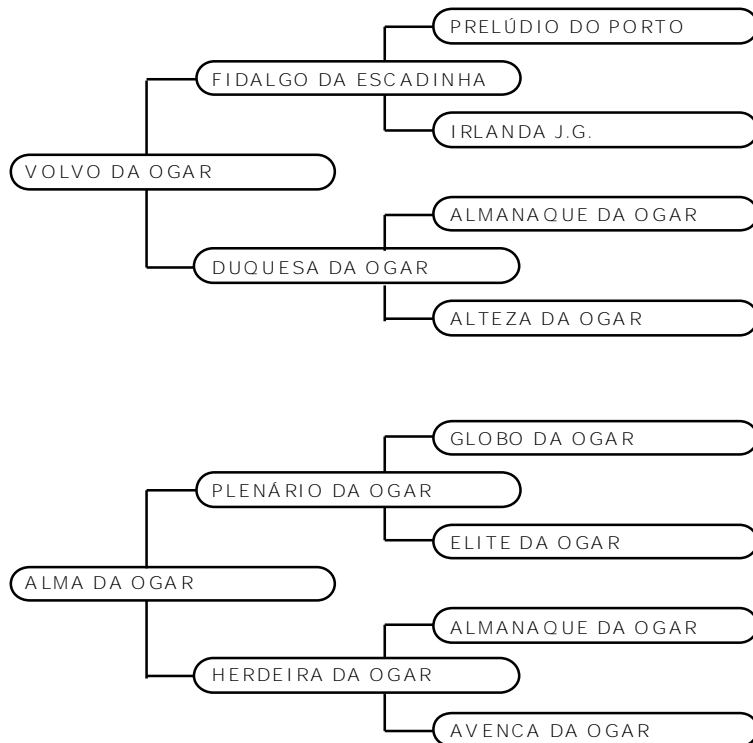 PRELÚDIO DO PORTO
FIDALGO DA ESCADINHA
IRLANDA J.G.
VOLVO DA OGAR
ALMANAQUE DA OGAR
DUQUESA DA OGAR
ALTEZA DA OGAR
GLOBO DA OGAR
PLENÁRIO DA OGAR
ELITE DA OGAR
ALMA DA OGAR
ALMANAQUE DA OGAR
HERDEIRA DA OGAR
AVENCA DA OGAR